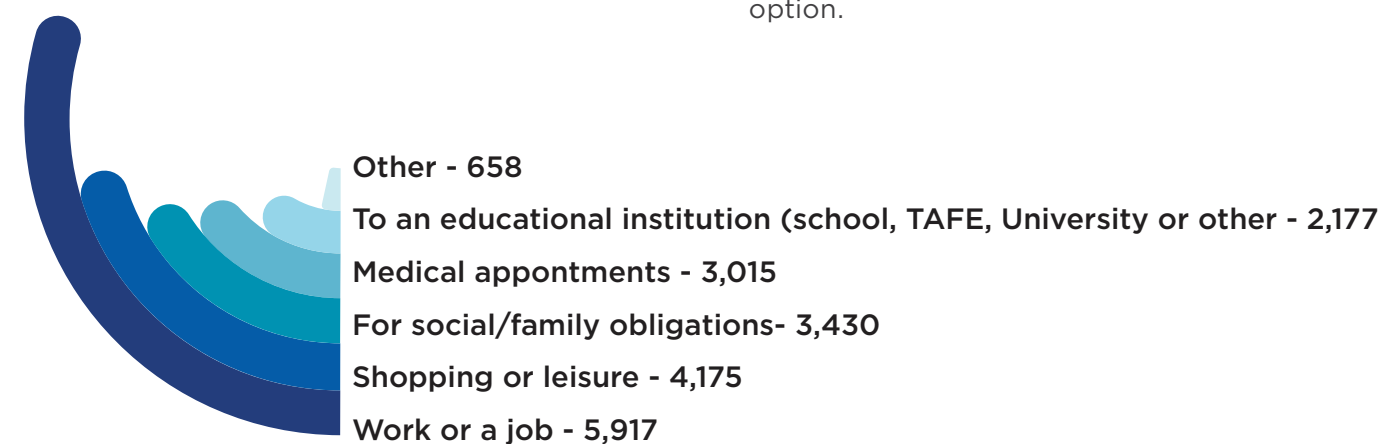 option.
Other - 658
To an educational institution (school, TAFE, University or other - 2,177
Medical appontments - 3,015
For social/family obligations- 3,430
Shopping or leisure - 4,175
Work or a job - 5,917